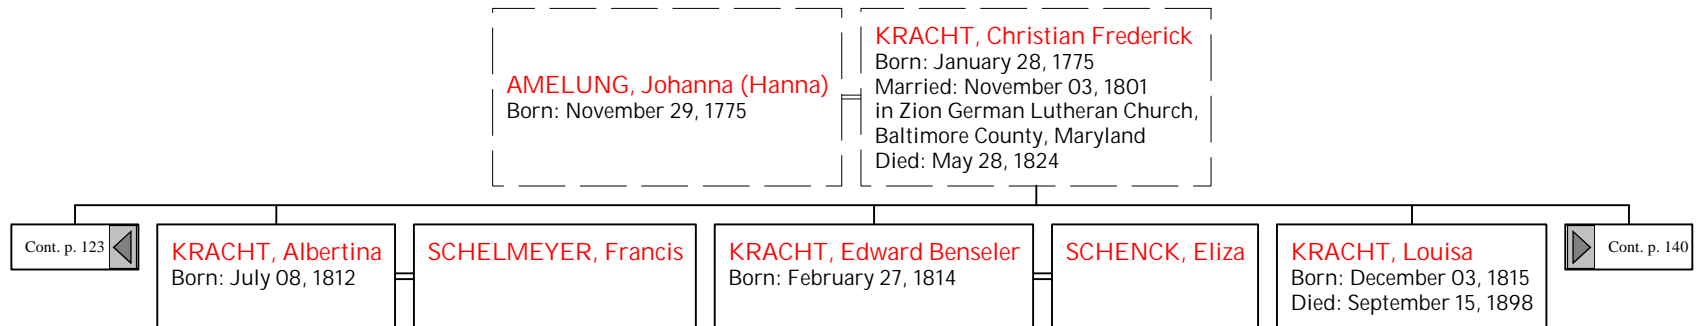 AMELUNG, Johanna (Hanna)
Born: November 29, 1775
KRACHT, Christian Frederick
Born: January 28, 1775
Married: November 03, 1801
in Zion German Lutheran Church,
Baltimore County, Maryland
Died: May 28, 1824
Cont. p. 123
KRACHT, Albertina
Born: July 08, 1812
SCHELMEYER, Francis
KRACHT, Edward Benseler
Born: February 27, 1814
SCHENCK, Eliza
KRACHT, Louisa
Born: December 03, 1815
Died: September 15, 1898
Cont. p. 140